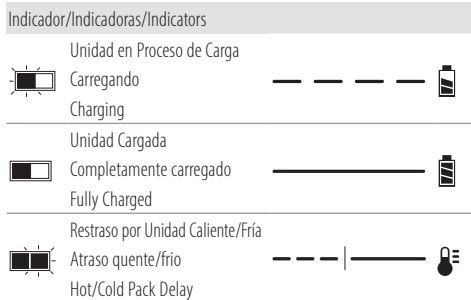 Indicador/Indicadoras/Indicators
Unidad en Proceso de Carga
Carregando
Charging
Unidad Cargada
Completamente carregado
Fully Charged
Restraso por Unidad Caliente/Fría
Atraso quente/frio
Hot/Cold Pack Delay